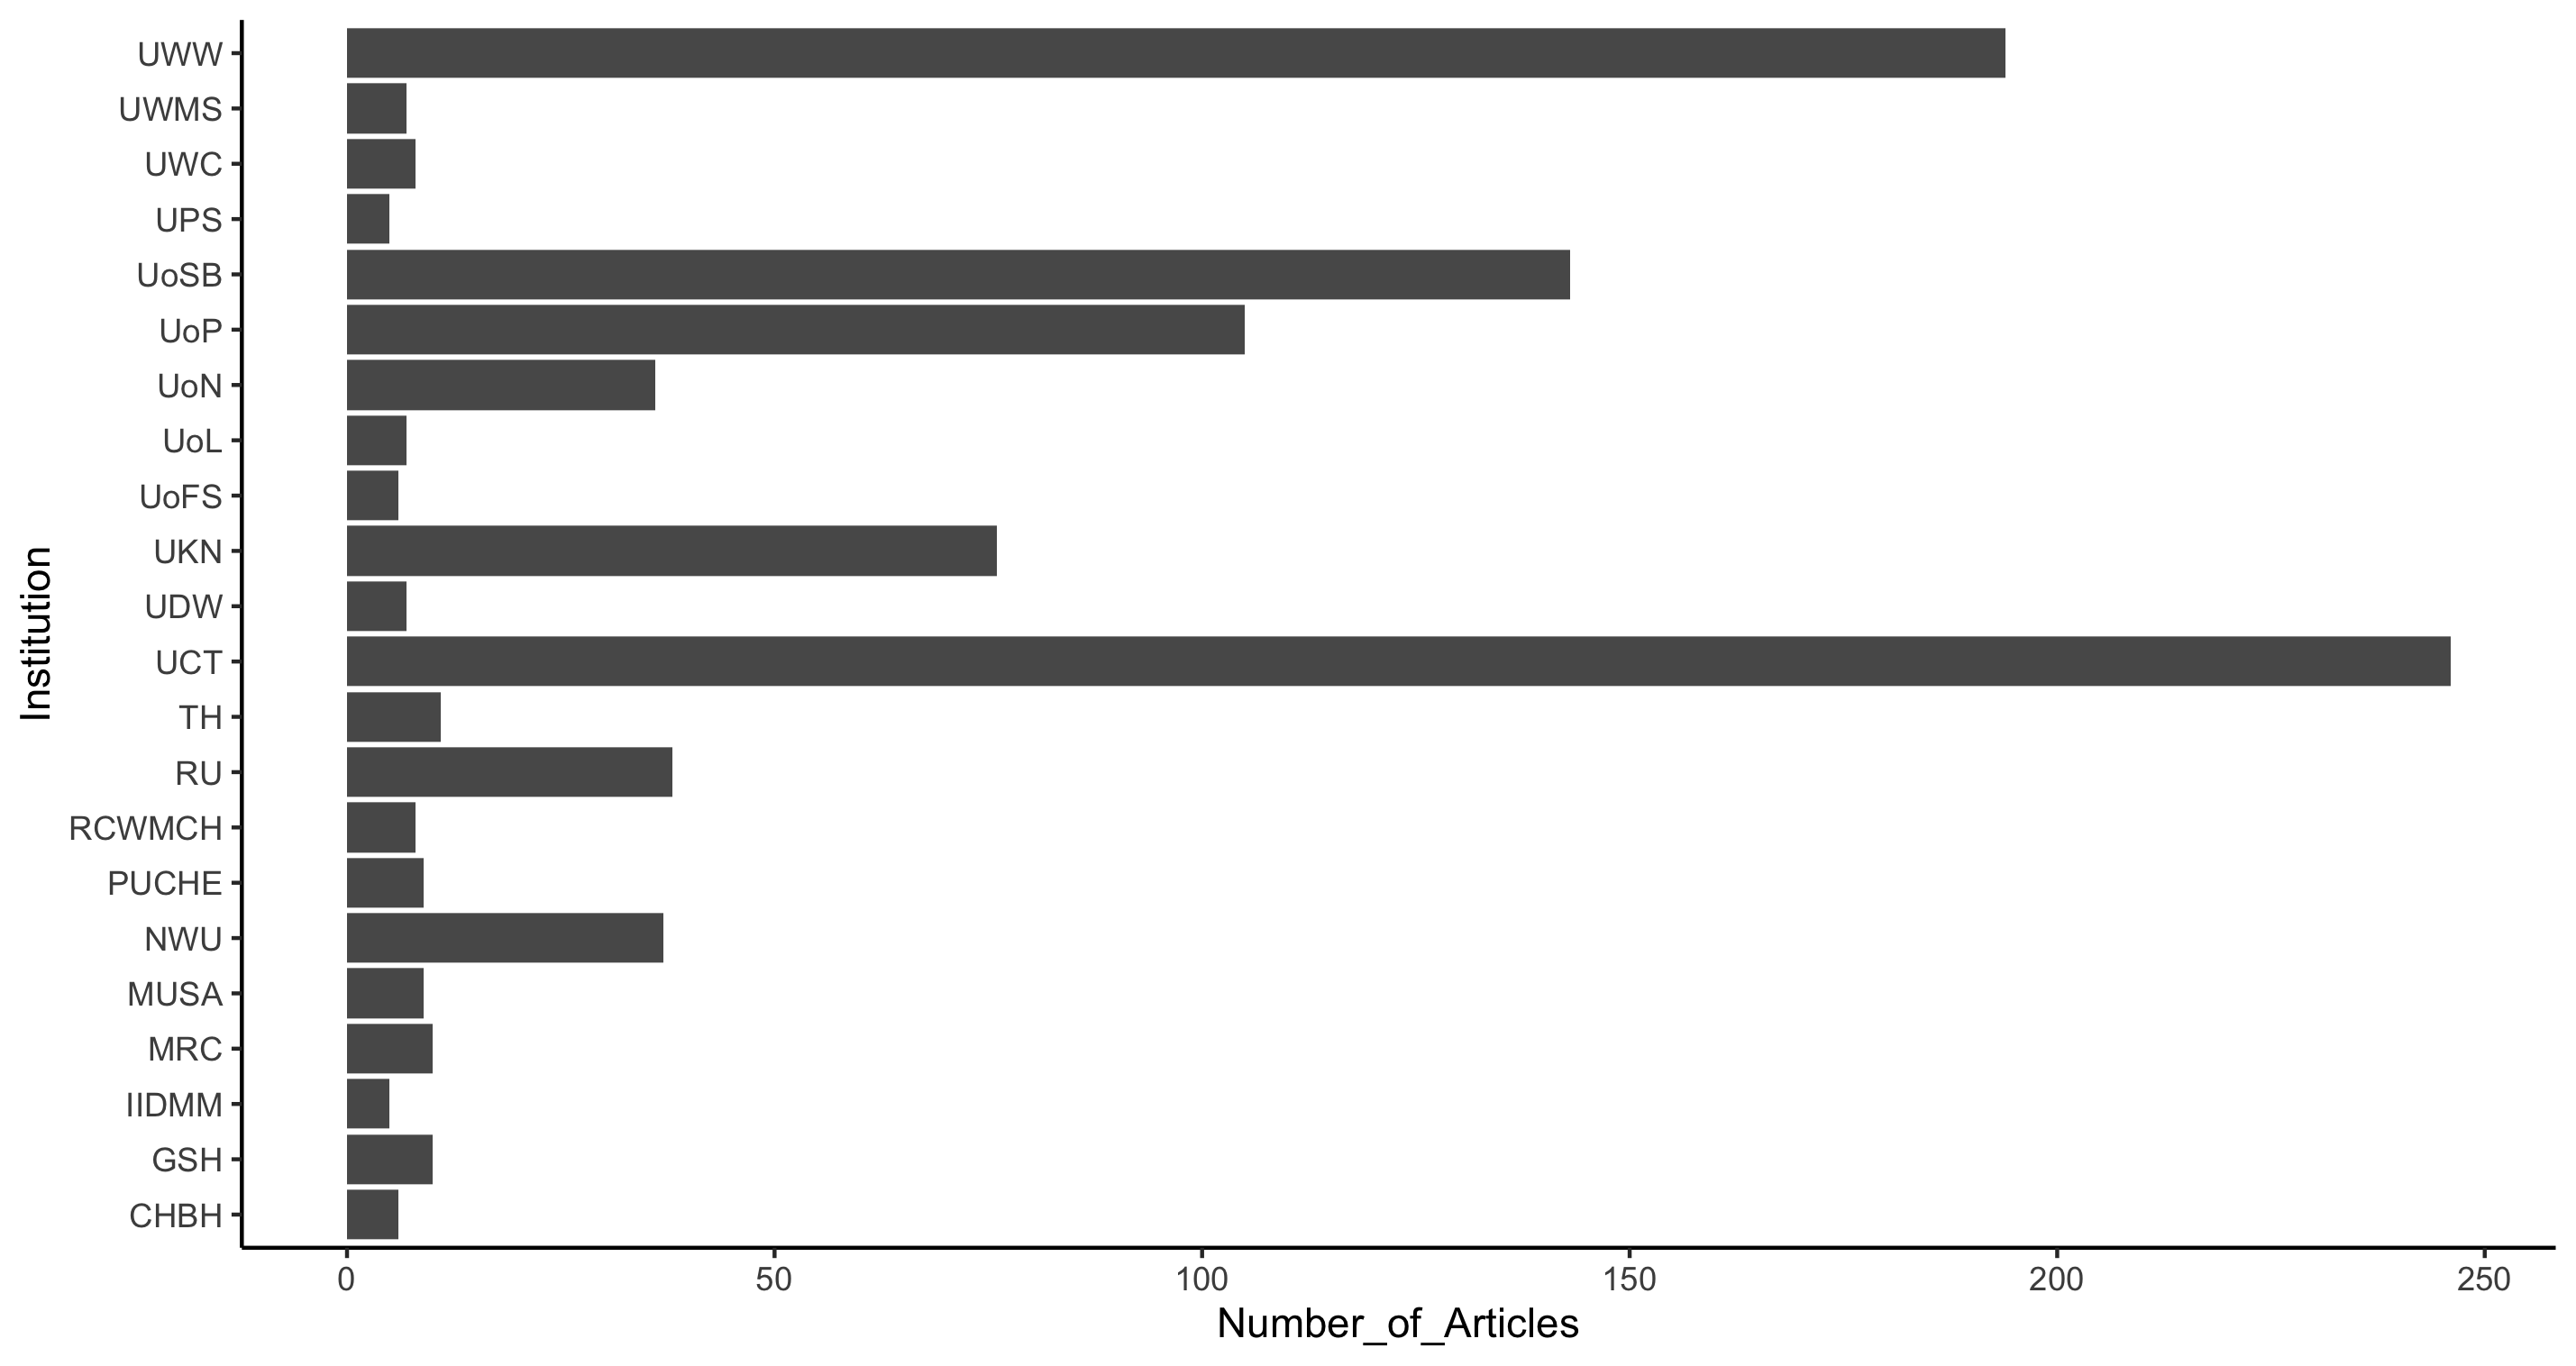 UWW
UWMS
UWC
UPS
UoSB
UoP
UoN
UoL
UoFS
UKN
UDW
UCT
TH
RU
RCWMCH
PUCHE
NWU
MUSA
MRC
IIDMM
GSH
CHBH
Institution
0 50 100 150 200 250
Number_of_Articles